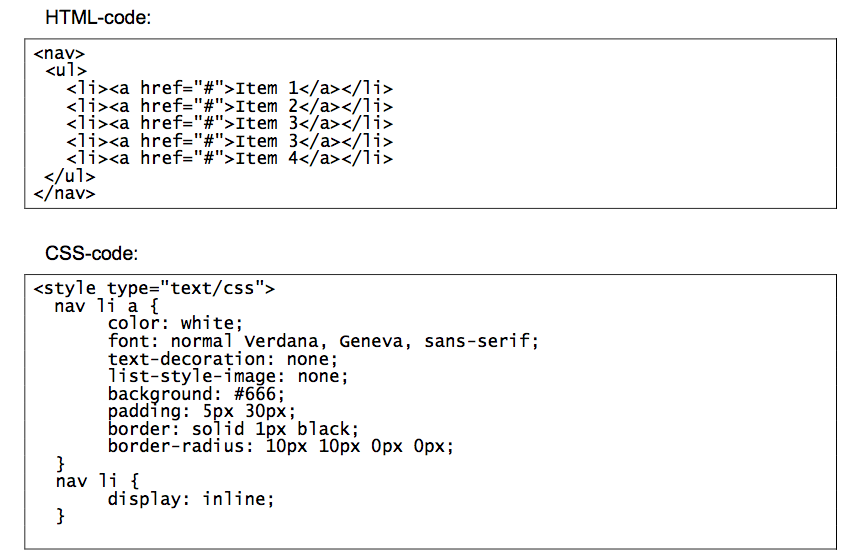 HTML-code:
<nav>
 <ul>
   <li><a href="#">Item 1</a></li>
   <li><a href="#">Item 2</a></li>
   <li><a href="#">Item 3</a></li>
   <li><a href="#">Item 3</a></li>
   <li><a href="#">Item 4</a></li>
 </ul>
</nav>
CSS-code:
<style type="text/css">
  nav li a {
       color: white;
       font: normal Verdana, Geneva, sans-serif;
       text-decoration: none;
       list-style-image: none;
       background: #666;
       padding: 5px 30px;
       border: solid 1px black;
       border-radius: 10px 10px 0px 0px;
  }
  nav li {
       display: inline;
  }